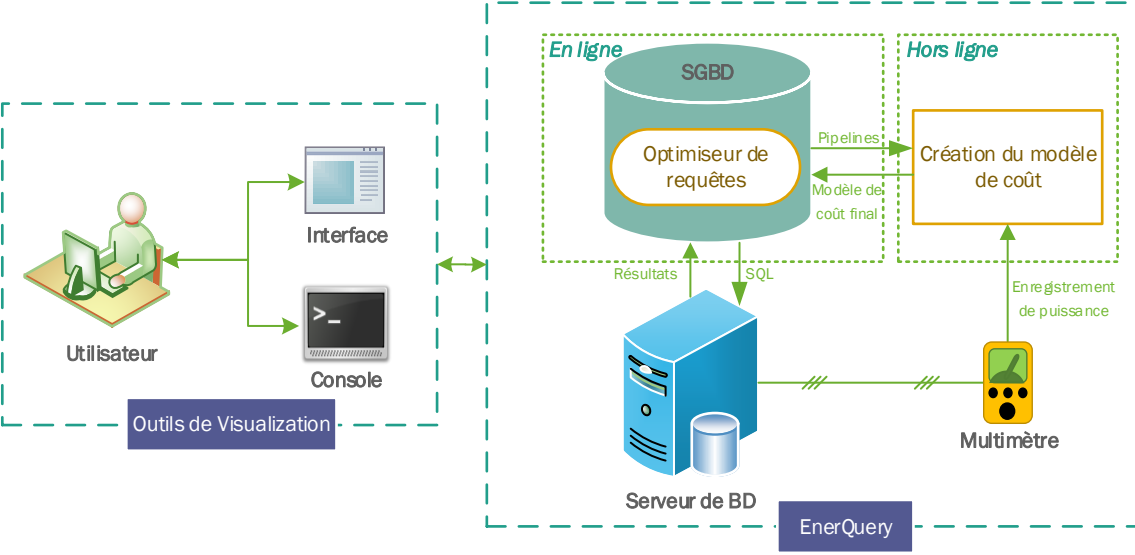 Utilisateur
Interface
>_
Console
Outils de Visualization
En ligne
SGBD
Optimiseur de
requêtes
Pipelines
Modèle de
coût final
Hors ligne
Création du modèle
de coût
Résultats
SQL
Enregistrement
de puissance
Serveur de BD
Multimètre
EnerQuery